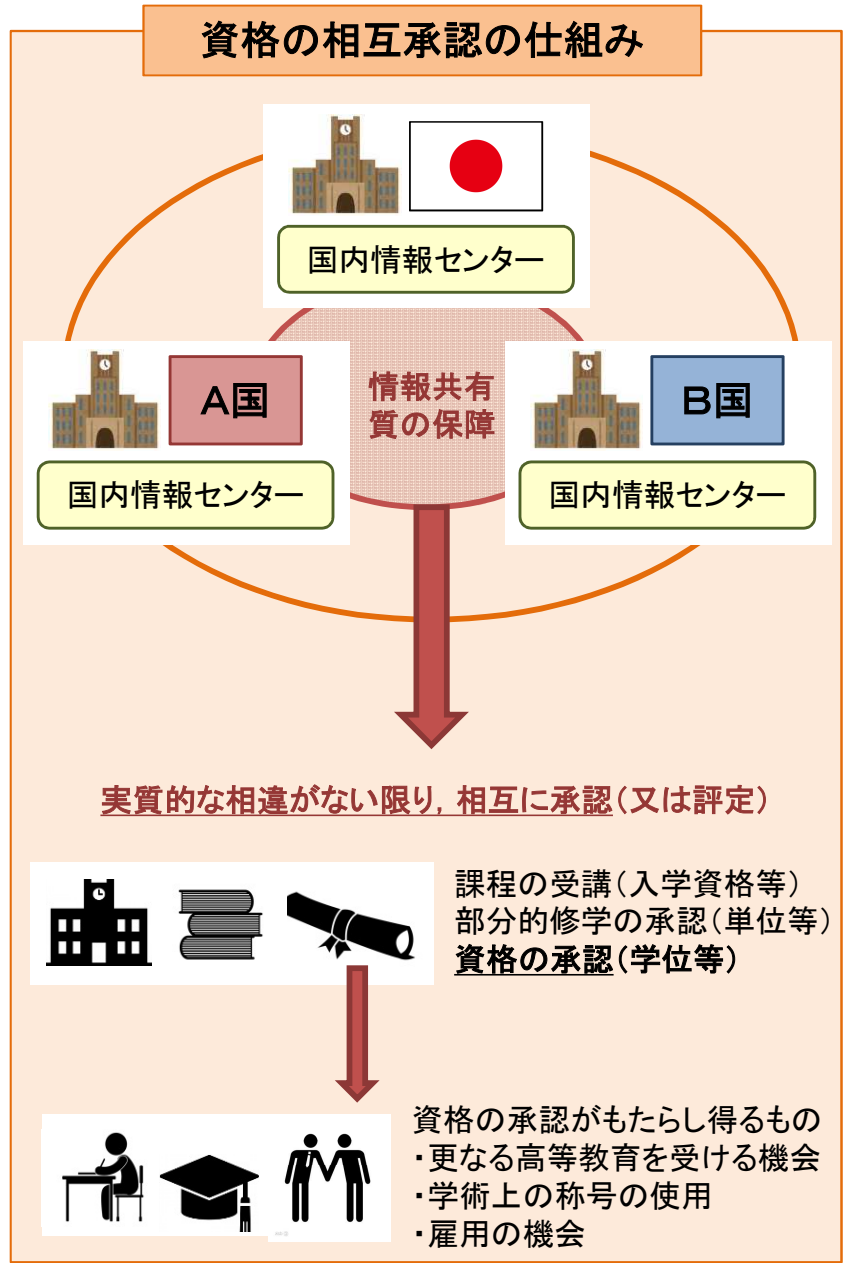 資格の相互承認の仕組み
国内情報センター
A国
国内情報センター
情報共有
質の保障
B国
国内情報センター
実質的な相違がない限り，相互に承認（又は評定）
課程の受講（入学資格等）
部分的修学の承認（単位等）
資格の承認（学位等）
資格の承認がもたらし得るもの
・更なる高等教育を受ける機会
・学術上の称号の使用
・雇用の機会